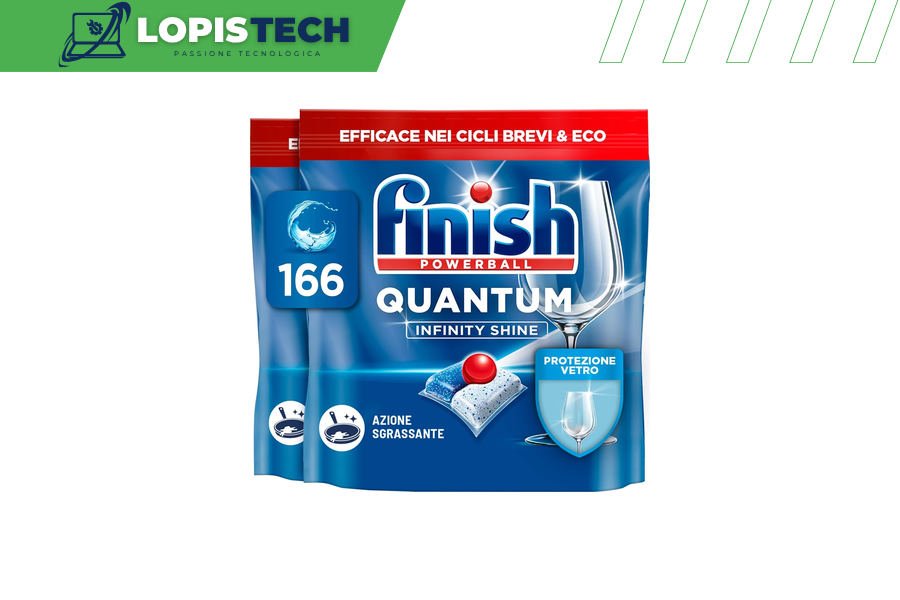 LOPISTECH
PASSIONE TECNOLOGICA
E
EFFICACE NEI CICLI BREVI & ECO
finish
POWERBALL
166
QUANTUM
INFINITY SHINE
PROTEZIONE
VETRO
AZIONE
SGRASSANTE